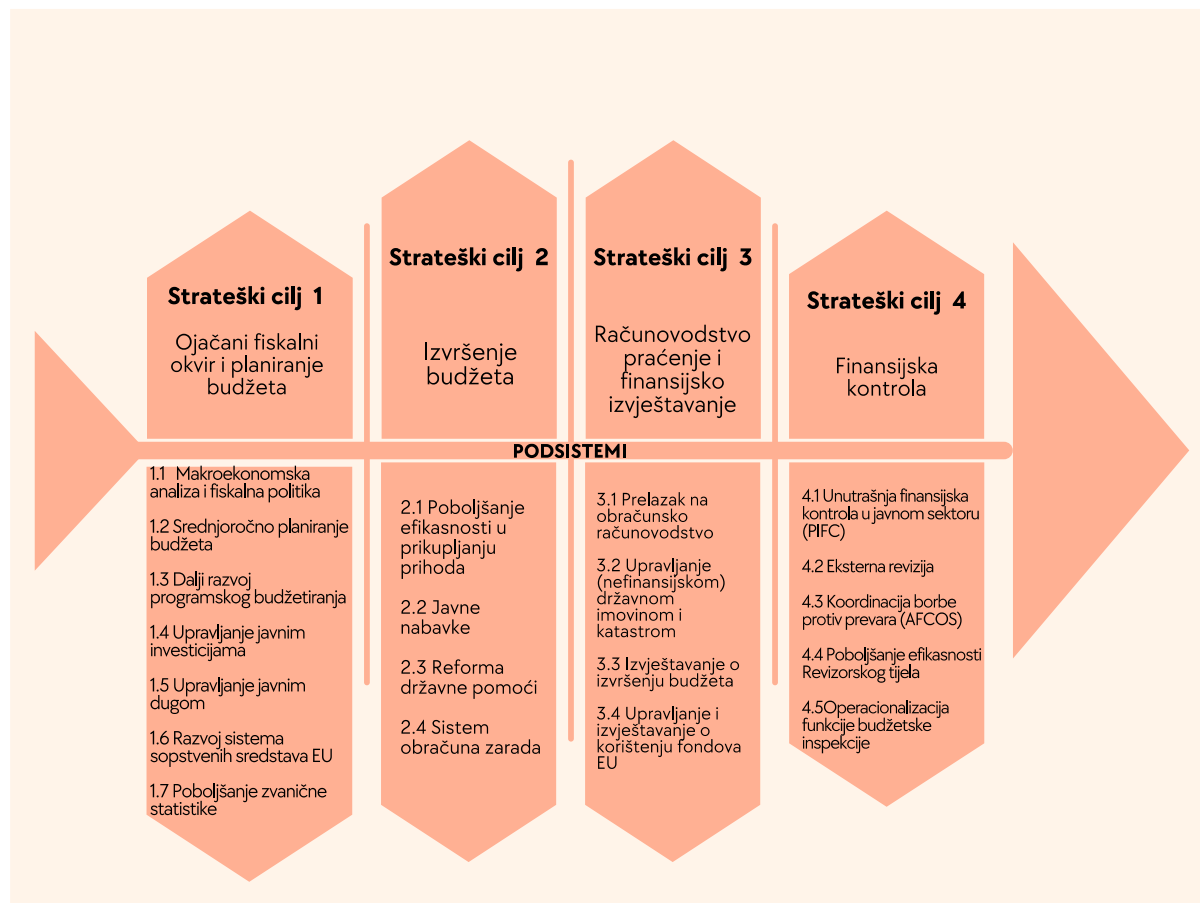 Strateški cilj 1
Ojačani fiskalni
okvir i planiranje
budžeta
Strateški cilj 2
Izvršenje
budžeta
Strateški cilj 3
Računovodstvo
praćenje i
finansijsko
izvještavanje
Strateški cilj 4
Finansijska
kontrola
PODSISTEMI
1.1 Makroekonomska
analiza i fiskalna politika
1.2 Srednjoročno planiranje
budžeta
1.3 Dalji razvoj
programskog budžetiranja
1.4 Upravljanje javnim
investicijama
1.5 Upravljanje javnim
dugom
1.6 Razvoj sistema
sopstvenih sredstava EU
1.7 Poboljšanje zvanične
statistike
2.1 Poboljšanje
efikasnosti u
prikupljanju
prihoda
2.2 Javne
nabavke
2.3 Reforma
državne pomoći
2.4 Sistem
obračuna zarada
3.1 Prelazak na
obračunsko
računovodstvo
3.2 Upravljanje
(nefinansijskom)
državnom
imovinom i
katastrom
3.3 Izvještavanje o
izvršenju budžeta
3.4 Upravljanje i
izvještavanje o
korištenju fondova
EU
4.1 Unutrašnja finansijska
kontrola u javnom sektoru
(PIFC)
4.2 Eksterna revizija
4.3 Koordinacija borbe
protiv prevara (AFCOS)
4.4 Poboljšanje efikasnosti
Revizorskog tijela
4.5Operacionalizacija
funkcije budžetske
inspekcije